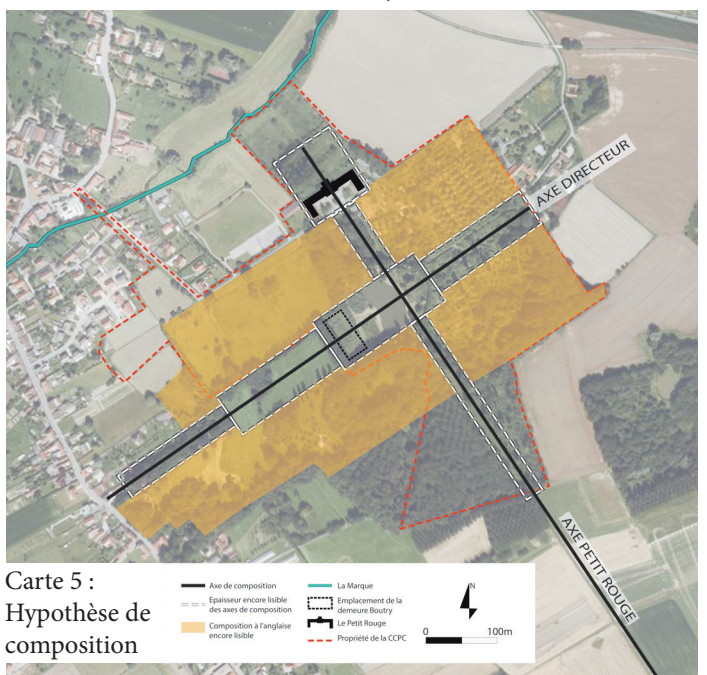 AXE DIRECTEUR
AXE PETIT ROUGE
Carte 5 :
Hypothèse de
composition
Axe de composition
Epaisseur encore lisible
des axes de composition
Composition à l'anglaise
encore lisible
La Marque
Emplacement de la
demeure Boutry
Le Petit Rouge
Propriété de la CCPC
N
0 100m